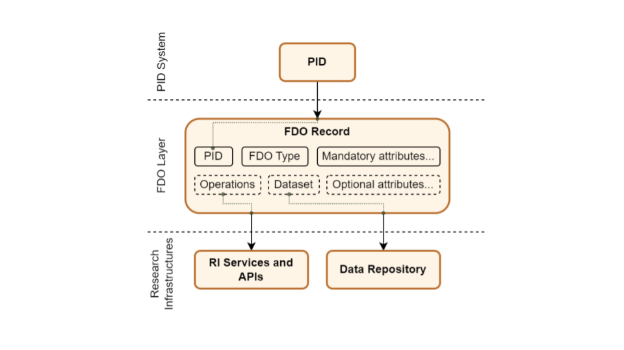 PID System
PID
FDO Layer
FDO Record
PID
FDO Type
Mandatory attributes...
Operations
Dataset
Optional attributes...
Research
Infrastructures
RI Services and
APIs
Data Repository